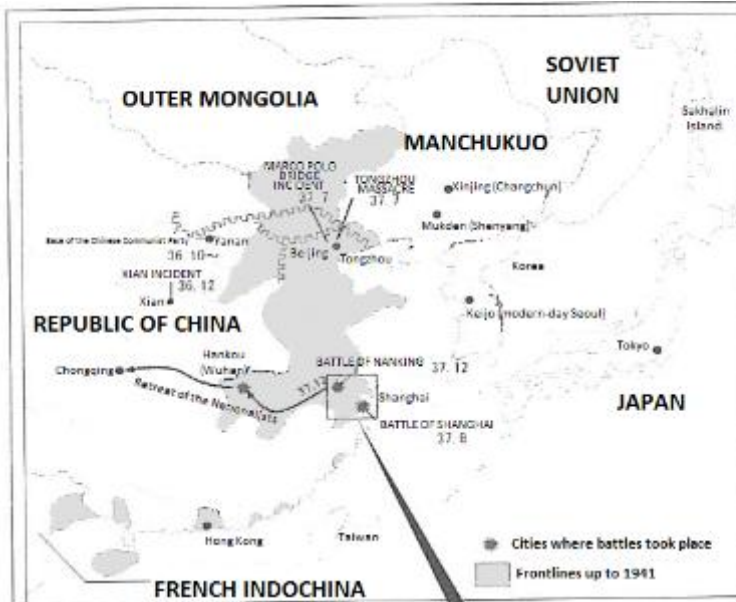 SOVIET
UNION
OUTER MONGOLIA
Sakhalin
Island
MANCHUKUO
MARCO POLO
BRIDGE
INCIDENT
37. 7
TONGZHOU
MASSACRE
37. 7
Xinjing (Changchun)
Mukden (Shenyang)
Base of the Chinese Communist Party
Yanan
36. 10~
Beijing
Tongzhou
Korea
XIAN INCIDENT
36. 12
Xian
Keijo (modern-day Seoul)
REPUBLIC OF CHINA
Tokyo
Hankou
(Wuhan)
BATTLE OF NANKING
37. 12
Chongqing
37.12
Retreat of the Nationalists
Shanghai
JAPAN
BATTLE OF SHANGHAI
37. 8
Hong Kong
Taiwan
Cities where battles took place
Frontlines up to 1941
FRENCH INDOCHINA